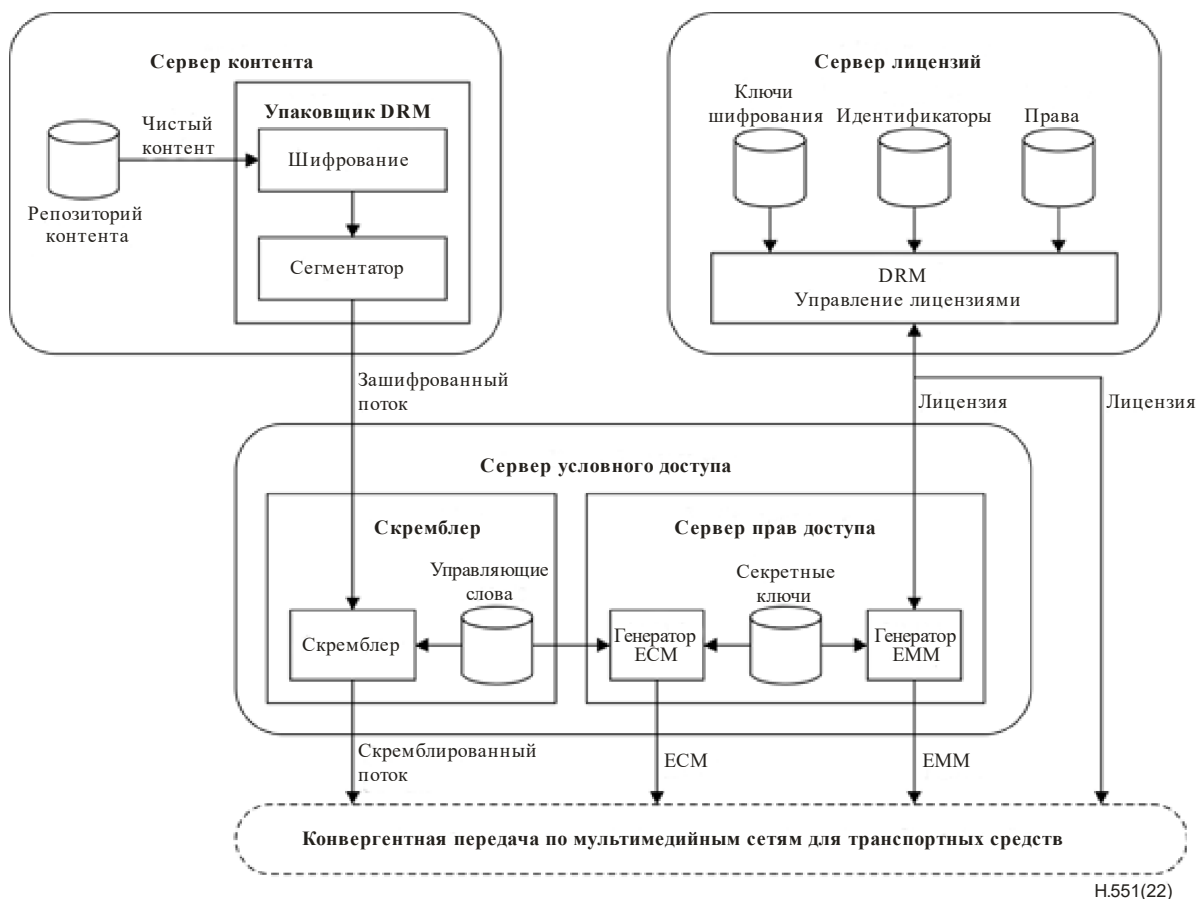 Сервер контента
Упаковщик DRM
Чистый
контент
Шифрование
Репозиторий
контента
Сегментатор
Сервер лицензий
Ключи
шифрования
Идентификаторы
Права
DRM
Управление лицензиями
Зашифрованный
поток
Лицензия
Лицензия
Сервер условного доступа
Скремблер
Управляющие
слова
Скремблер
Сервер прав доступа
Секретные
ключи
Генератор
ECM
Генератор
EMM
Скремблированный
поток
ECM
EMM
Конвергентная передача по мультимедийным сетям для транспортных средств
H.551(22)